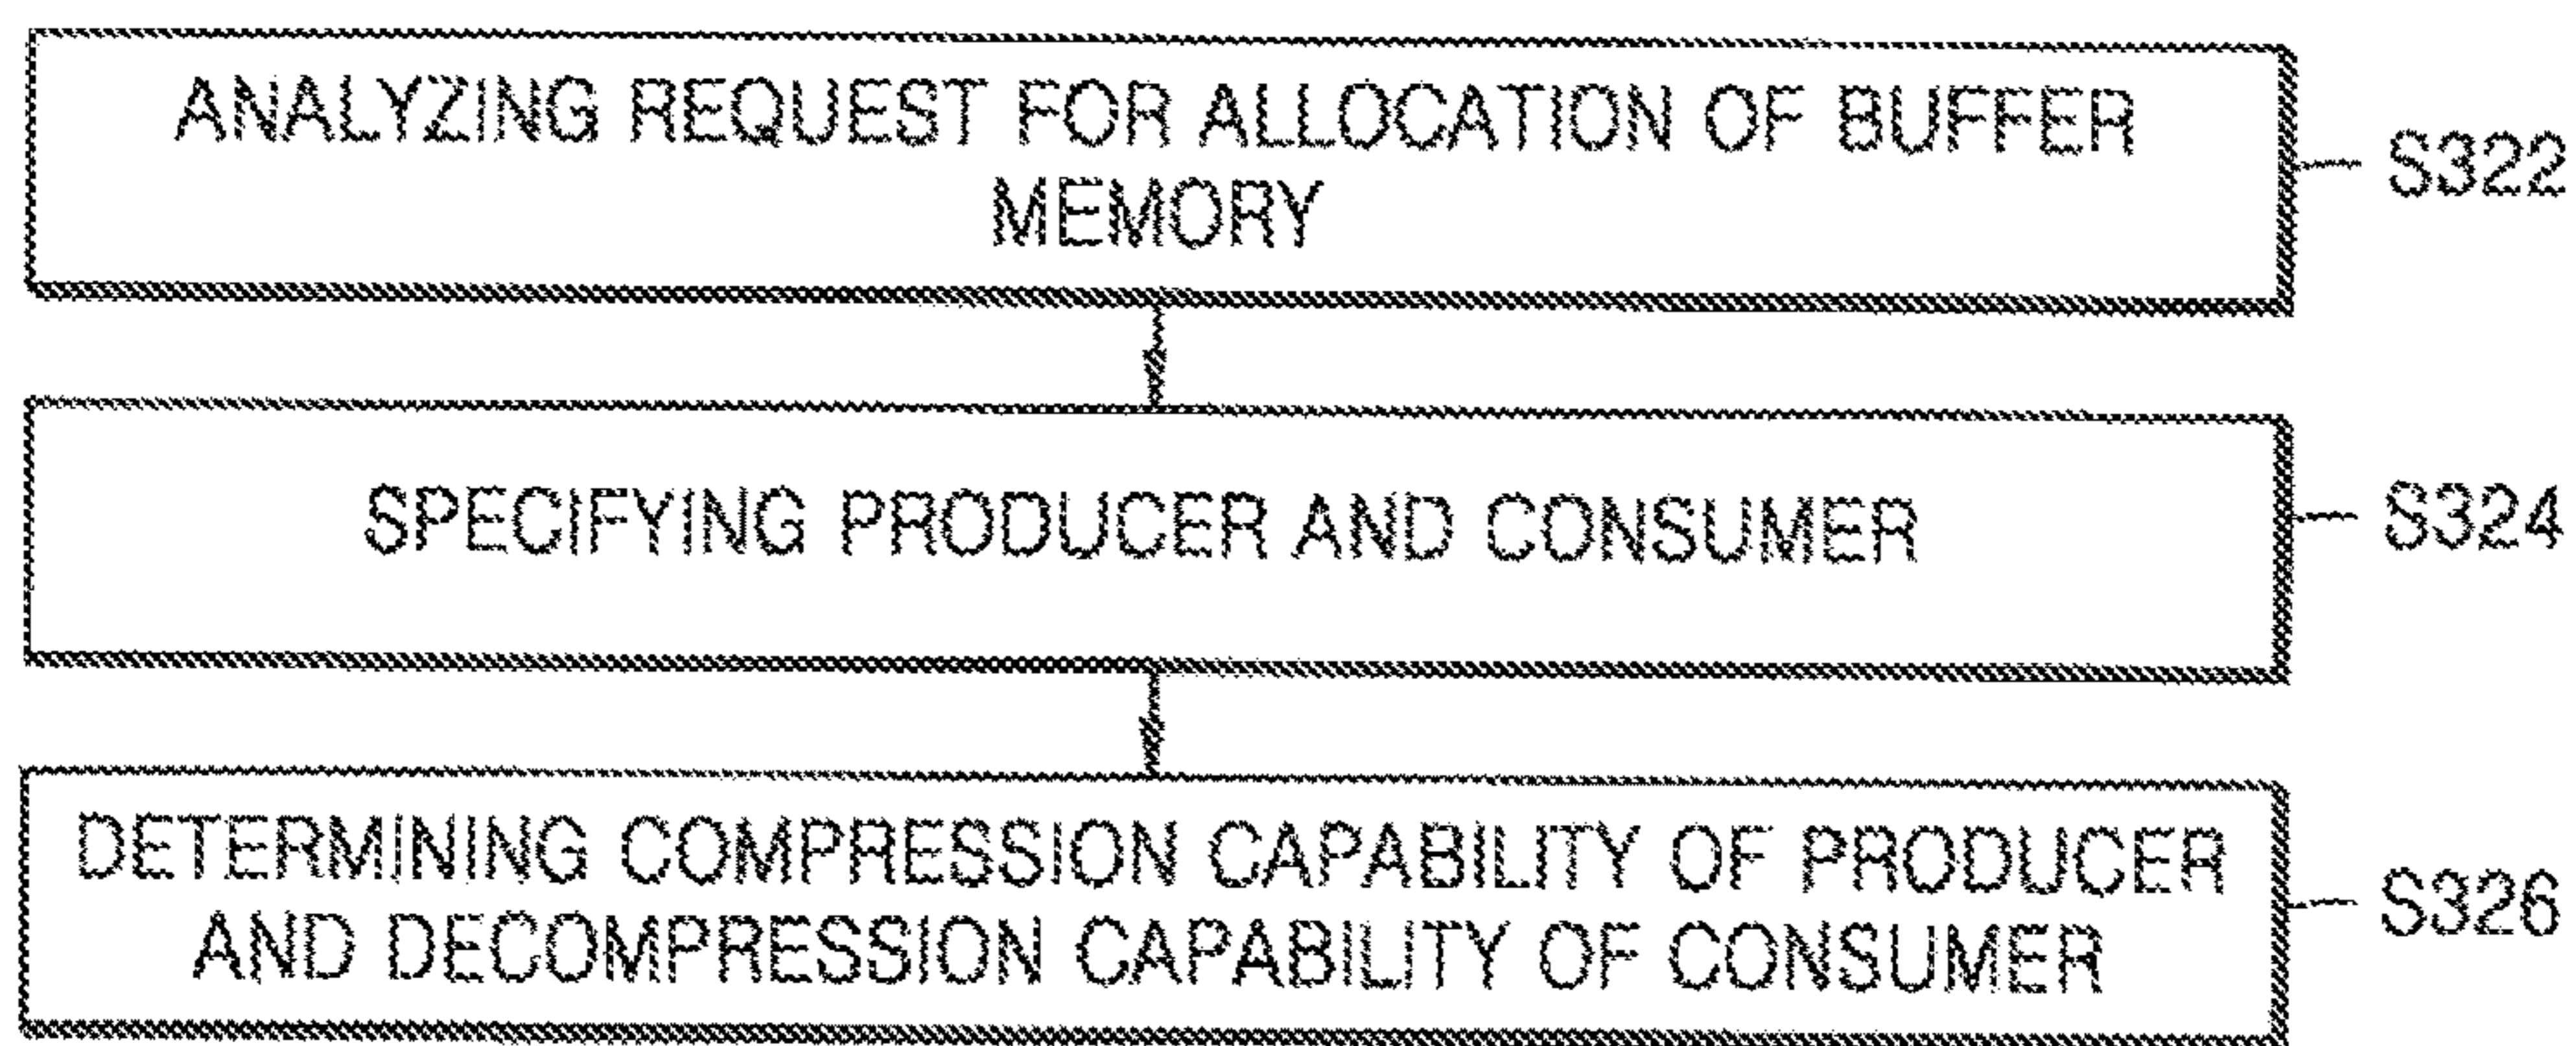 ANALYZING REQUEST FOR ALLOCATION OF BUFFER
MEMORY
S322
SPECIFYING PRODUCER AND CONSUMER
S324
DETERMINING COMPRESSION CAPABILITY OF PRODUCER
AND DECOMPRESSION CAPABILITY OF CONSUMER
S326